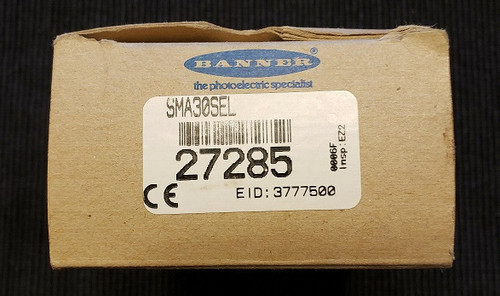 BANNER®
the photoelectric specialist
SMA30SEL
27285
0006F
Insp: EZ2
CE
EID: 3777500